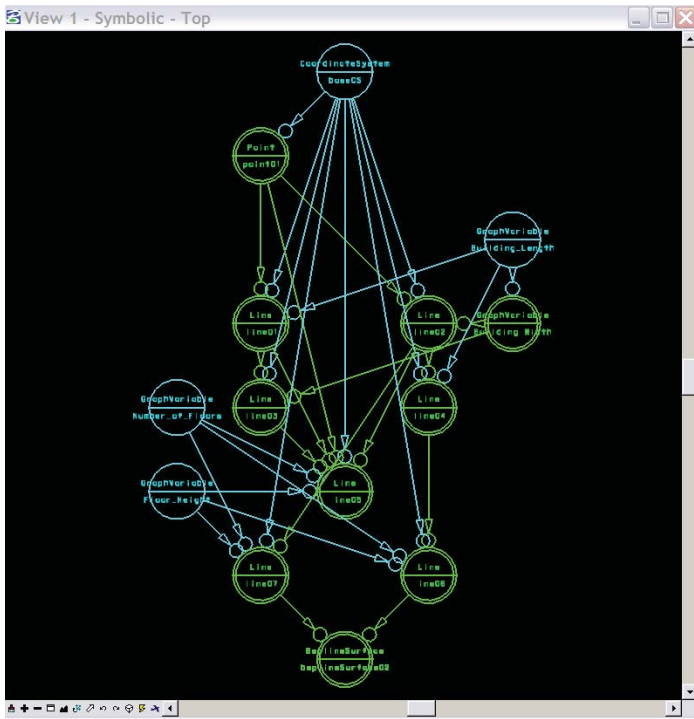 View 1 - Symbolic - Top
CoordinateSystem
baseCS
Point
point01
GraphVariable
Building_Length
Line
line01
Line
line02
GraphVariable
Building_Width
GraphVariable
Number_of_Floors
Line
line03
Line
line04
GraphVariable
Floor_Height
Line
line05
Line
line07
Line
line06
BsplineSurface
bsplineSurface02